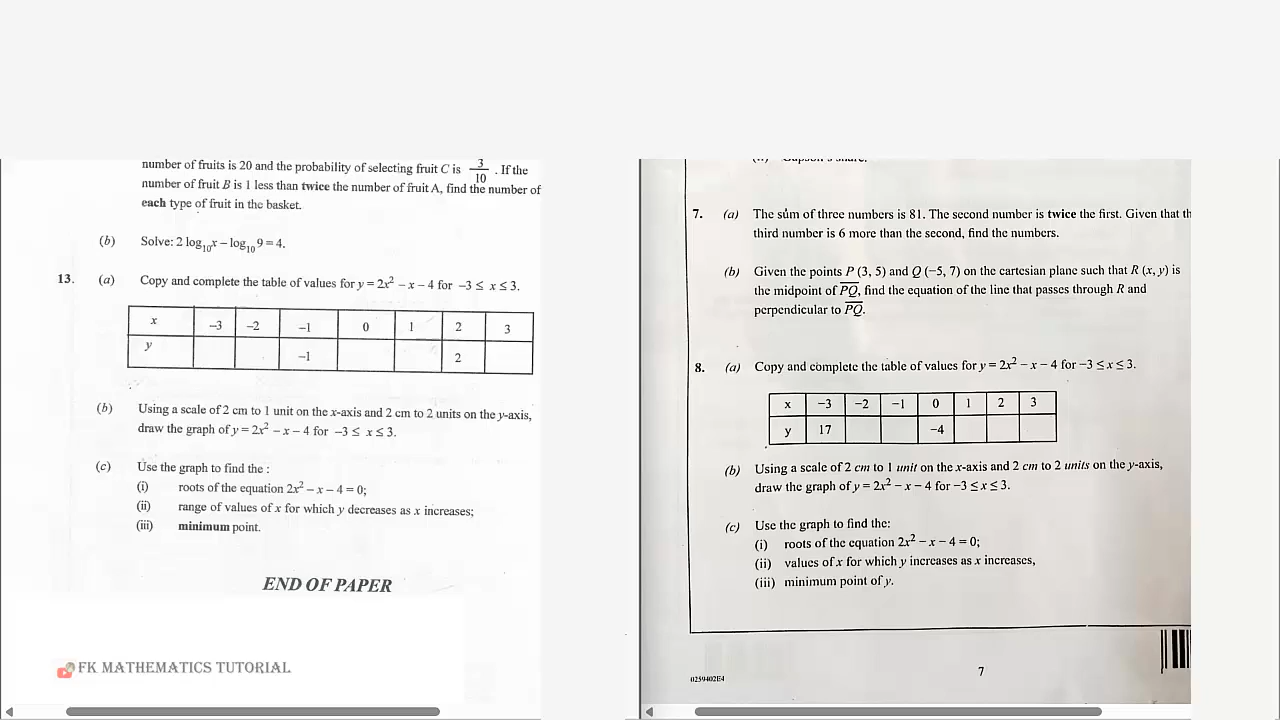 number of fruits is 20 and the probability of selecting fruit C is 3/10 . If the
number of fruit B is 1 less than twice the number of fruit A, find the number of
each type of fruit in the basket.
(b) Solve: 2 log₁₀x – log₁₀ 9 = 4.
13. (a) Copy and complete the table of values for y = 2x² – x – 4 for –3 ≤ x ≤ 3.
x –3 –2 –1 0 1 2 3
y –1 2
(b) Using a scale of 2 cm to 1 unit on the x-axis and 2 cm to 2 units on the y-axis,
draw the graph of y = 2x² – x – 4 for –3 ≤ x ≤ 3.
(c) Use the graph to find the :
(i) roots of the equation 2x² – x – 4 = 0;
(ii) range of values of x for which y decreases as x increases;
(iii) minimum point.
END OF PAPER
FK MATHEMATICS TUTORIAL
7. (a) The sum of three numbers is 81. The second number is twice the first. Given that th
third number is 6 more than the second, find the numbers.
(b) Given the points P (3, 5) and Q (–5, 7) on the cartesian plane such that R (x, y) is
the midpoint of PQ, find the equation of the line that passes through R and
perpendicular to PQ.
8. (a) Copy and complete the table of values for y = 2x² – x – 4 for –3 ≤ x ≤ 3.
x –3 –2 –1 0 1 2 3
y 17 –4
(b) Using a scale of 2 cm to 1 unit on the x-axis and 2 cm to 2 units on the y-axis,
draw the graph of y = 2x² – x – 4 for –3 ≤ x ≤ 3.
(c) Use the graph to find the:
(i) roots of the equation 2x² – x – 4 = 0;
(ii) values of x for which y increases as x increases,
(iii) minimum point of y.
7
0259402E4